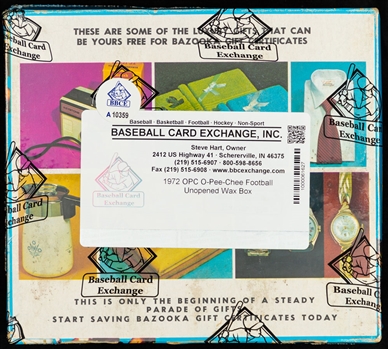 THESE ARE SOME OF THE LUXURY GIFTS THAT CAN
BE YOURS FREE FOR BAZOOKA GIFT CERTIFICATES
Baseball Card
Exchange
Baseball Card
Exchange
BBCE
A 10359
Baseball - Basketball - Football - Hockey - Non-Sport
BASEBALL CARD EXCHANGE, INC.
Steve Hart, Owner
2412 US Highway 41 · Schererville, IN 46375
(219) 515-6907 · 800-598-8656
Fax (219) 515-6908 · www.bbcexchange.com
1972 OPC O-Pee-Chee Football
Unopened Wax Box
Baseball Card
Exchange
Baseball Card
Exchange
Baseball Card
Exchange
THIS IS ONLY THE BEGINNING OF A STEADY
PARADE OF GIFTS
START SAVING BAZOOKA GIFT CERTIFICATES TODAY